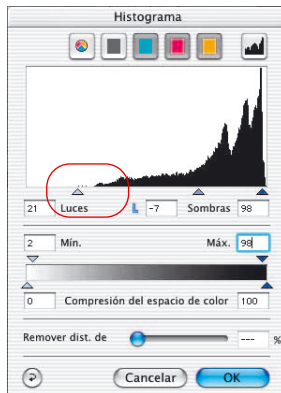 Histograma
21 Luces L -7 Sombras 98
2 Mín. Máx. 98
0 Compresión del espacio de color 100
Remover dist. de --- %
Cancelar OK